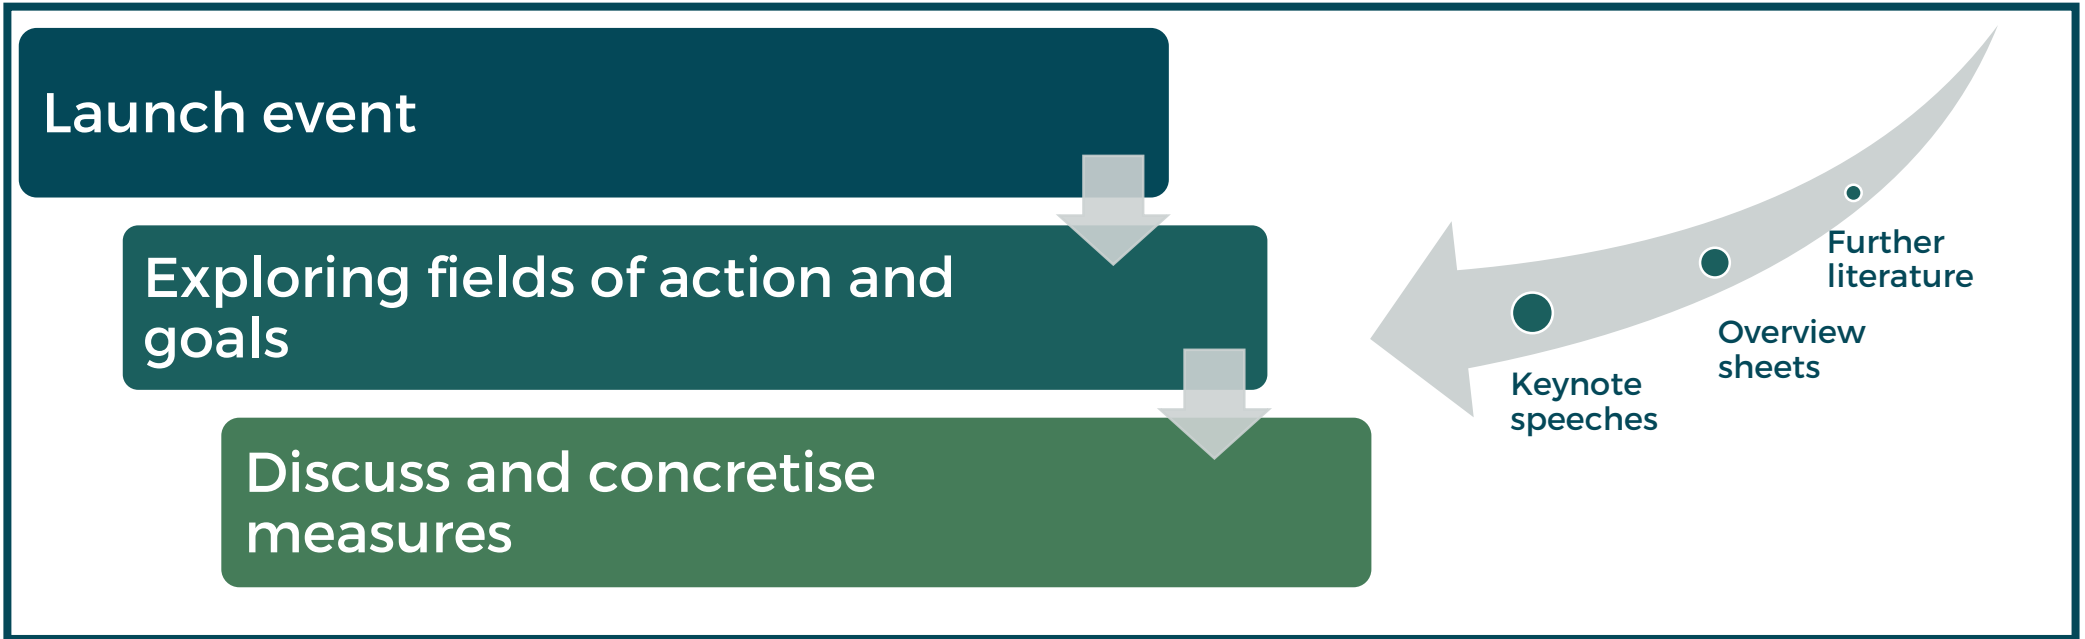 Launch event
Exploring fields of action and
goals
Discuss and concretise
measures
Further
literature
Overview
sheets
Keynote
speeches